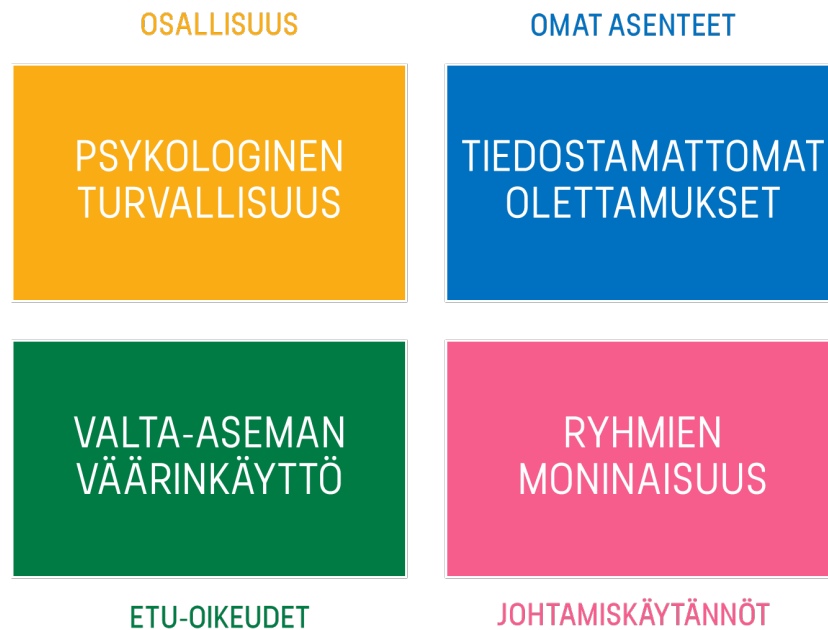 OSALLISUUS
OMAT ASENTEET
PSYKOLOGINEN
TURVALLISUUS
TIEDOSTAMATTOMAT
OLETTAMUKSET
VALTA-ASEMAN
VÄÄRINKÄYTTÖ
RYHMIEN
MONINAISUUS
ETU-OIKEUDET
JOHTAMISKÄYTÄNNÖT